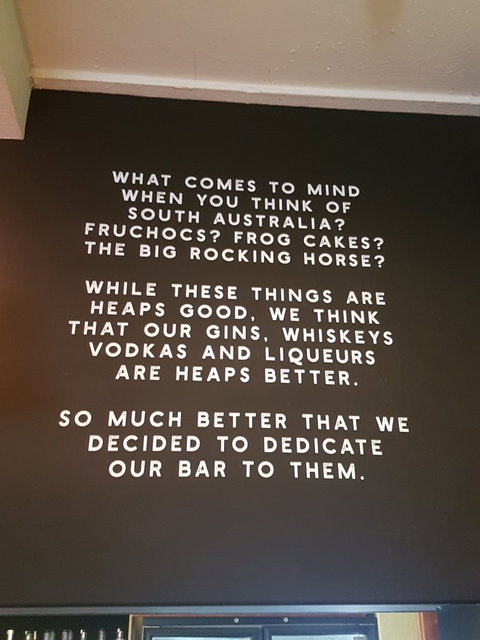 WHAT COMES TO MIND
WHEN YOU THINK OF
SOUTH AUSTRALIA?
FRUCHOCS? FROG CAKES?
THE BIG ROCKING HORSE?
WHILE THESE THINGS ARE
HEAPS GOOD, WE THINK
THAT OUR GINS, WHISKEYS
VODKAS AND LIQUEURS
ARE HEAPS BETTER.
SO MUCH BETTER THAT WE
DECIDED TO DEDICATE
OUR BAR TO THEM.